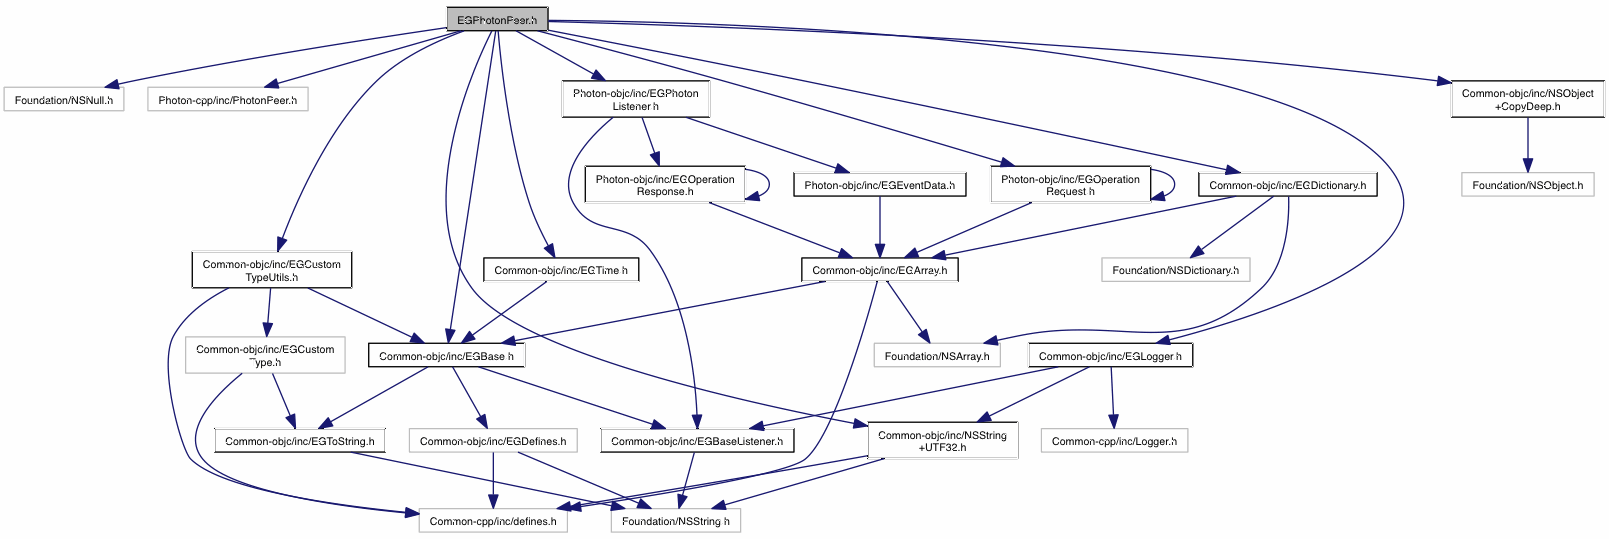 EGPhotonPeer.h
Foundation/NSNull.h
Photon-cpp/inc/PhotonPeer.h
Photon-objc/inc/EGPhoton
Listener.h
Common-objc/inc/NSObject
+CopyDeep.h
Photon-objc/inc/EGOperation
Response.h
Photon-objc/inc/EGEventData.h
Photon-objc/inc/EGOperation
Request.h
Common-objc/inc/EGDictionary.h
Foundation/NSObject.h
Common-objc/inc/EGCustom
TypeUtils.h
Common-objc/inc/EGTime.h
Common-objc/inc/EGArray.h
Foundation/NSDictionary.h
Common-objc/inc/EGCustom
Type.h
Common-objc/inc/EGBase.h
Foundation/NSArray.h
Common-objc/inc/EGLogger.h
Common-objc/inc/EGToString.h
Common-objc/inc/EGDefines.h
Common-objc/inc/EGBaseListener.h
Common-objc/inc/NSString
+UTF32.h
Common-cpp/inc/Logger.h
Common-cpp/inc/defines.h
Foundation/NSString.h